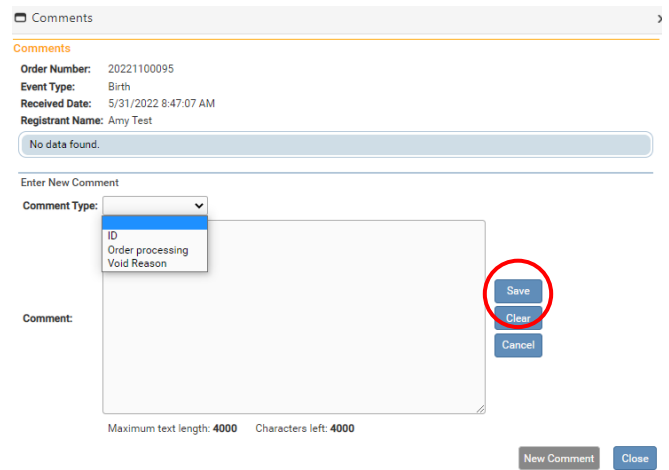 Comments
x
Comments
Order Number: 20221100095
Event Type: Birth
Received Date: 5/31/2022 8:47:07 AM
Registrant Name: Amy Test
No data found.
Enter New Comment
Comment Type:
ID
Order processing
Void Reason
Save
Comment:
Clear
Cancel
Maximum text length: 4000 Characters left: 4000
New Comment Close